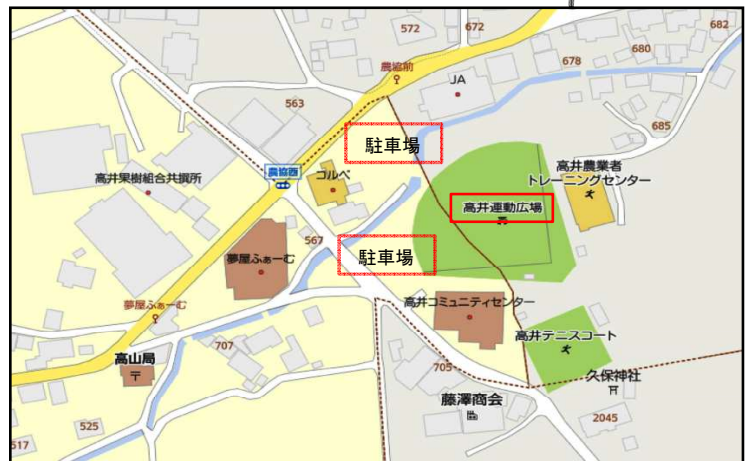 682
572
672
680
農協前
678
JA
563
駐車場
685
高井果樹組合共撰所
農協西
コルペ
高井農業者
トレーニングセンター
高井運動広場
567
駐車場
夢屋ふぁーむ
高井コミュニティセンター
夢屋ふぁーむ
高井テニスコート
707
高山局
705
久保神社
藤澤商会
525
2045
517